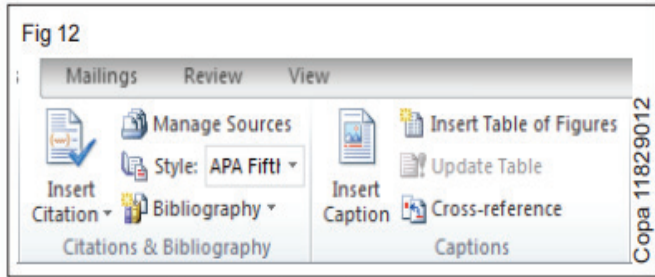 Fig 12
s Mailings Review View
Manage Sources
Style: APA Fiftl
Insert Citation
Bibliography
Citations & Bibliography
Insert Caption
Insert Table of Figures
Update Table
Cross-reference
Captions
Copa 11829012